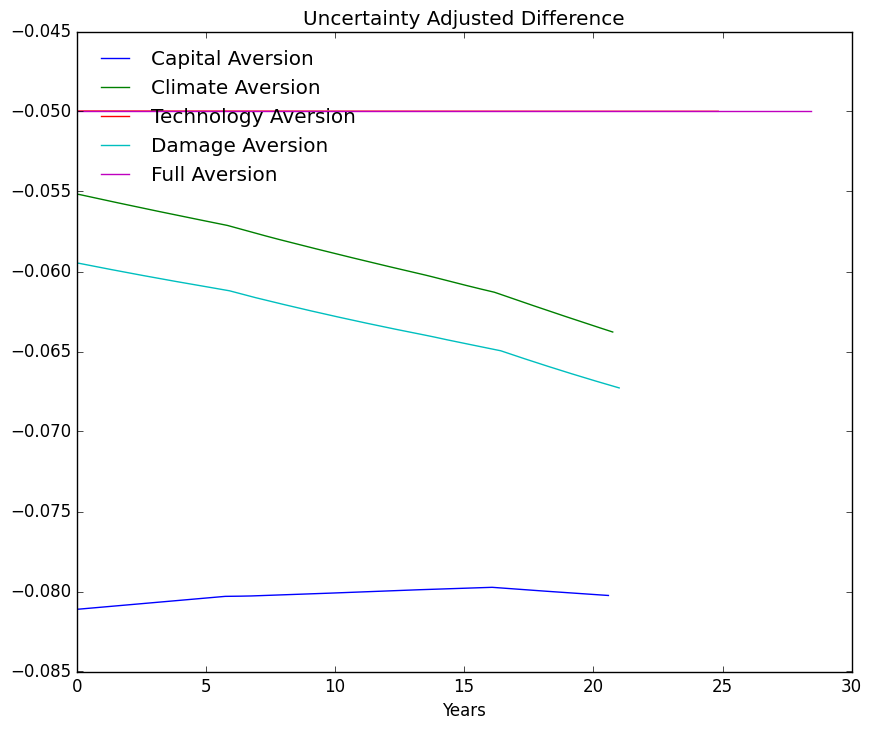 Uncertainty Adjusted Difference
−0.045
−0.050
−0.055
−0.060
−0.065
−0.070
−0.075
−0.080
−0.085
Capital Aversion
Climate Aversion
Technology Aversion
Damage Aversion
Full Aversion
0 5 10 15 20 25 30
Years